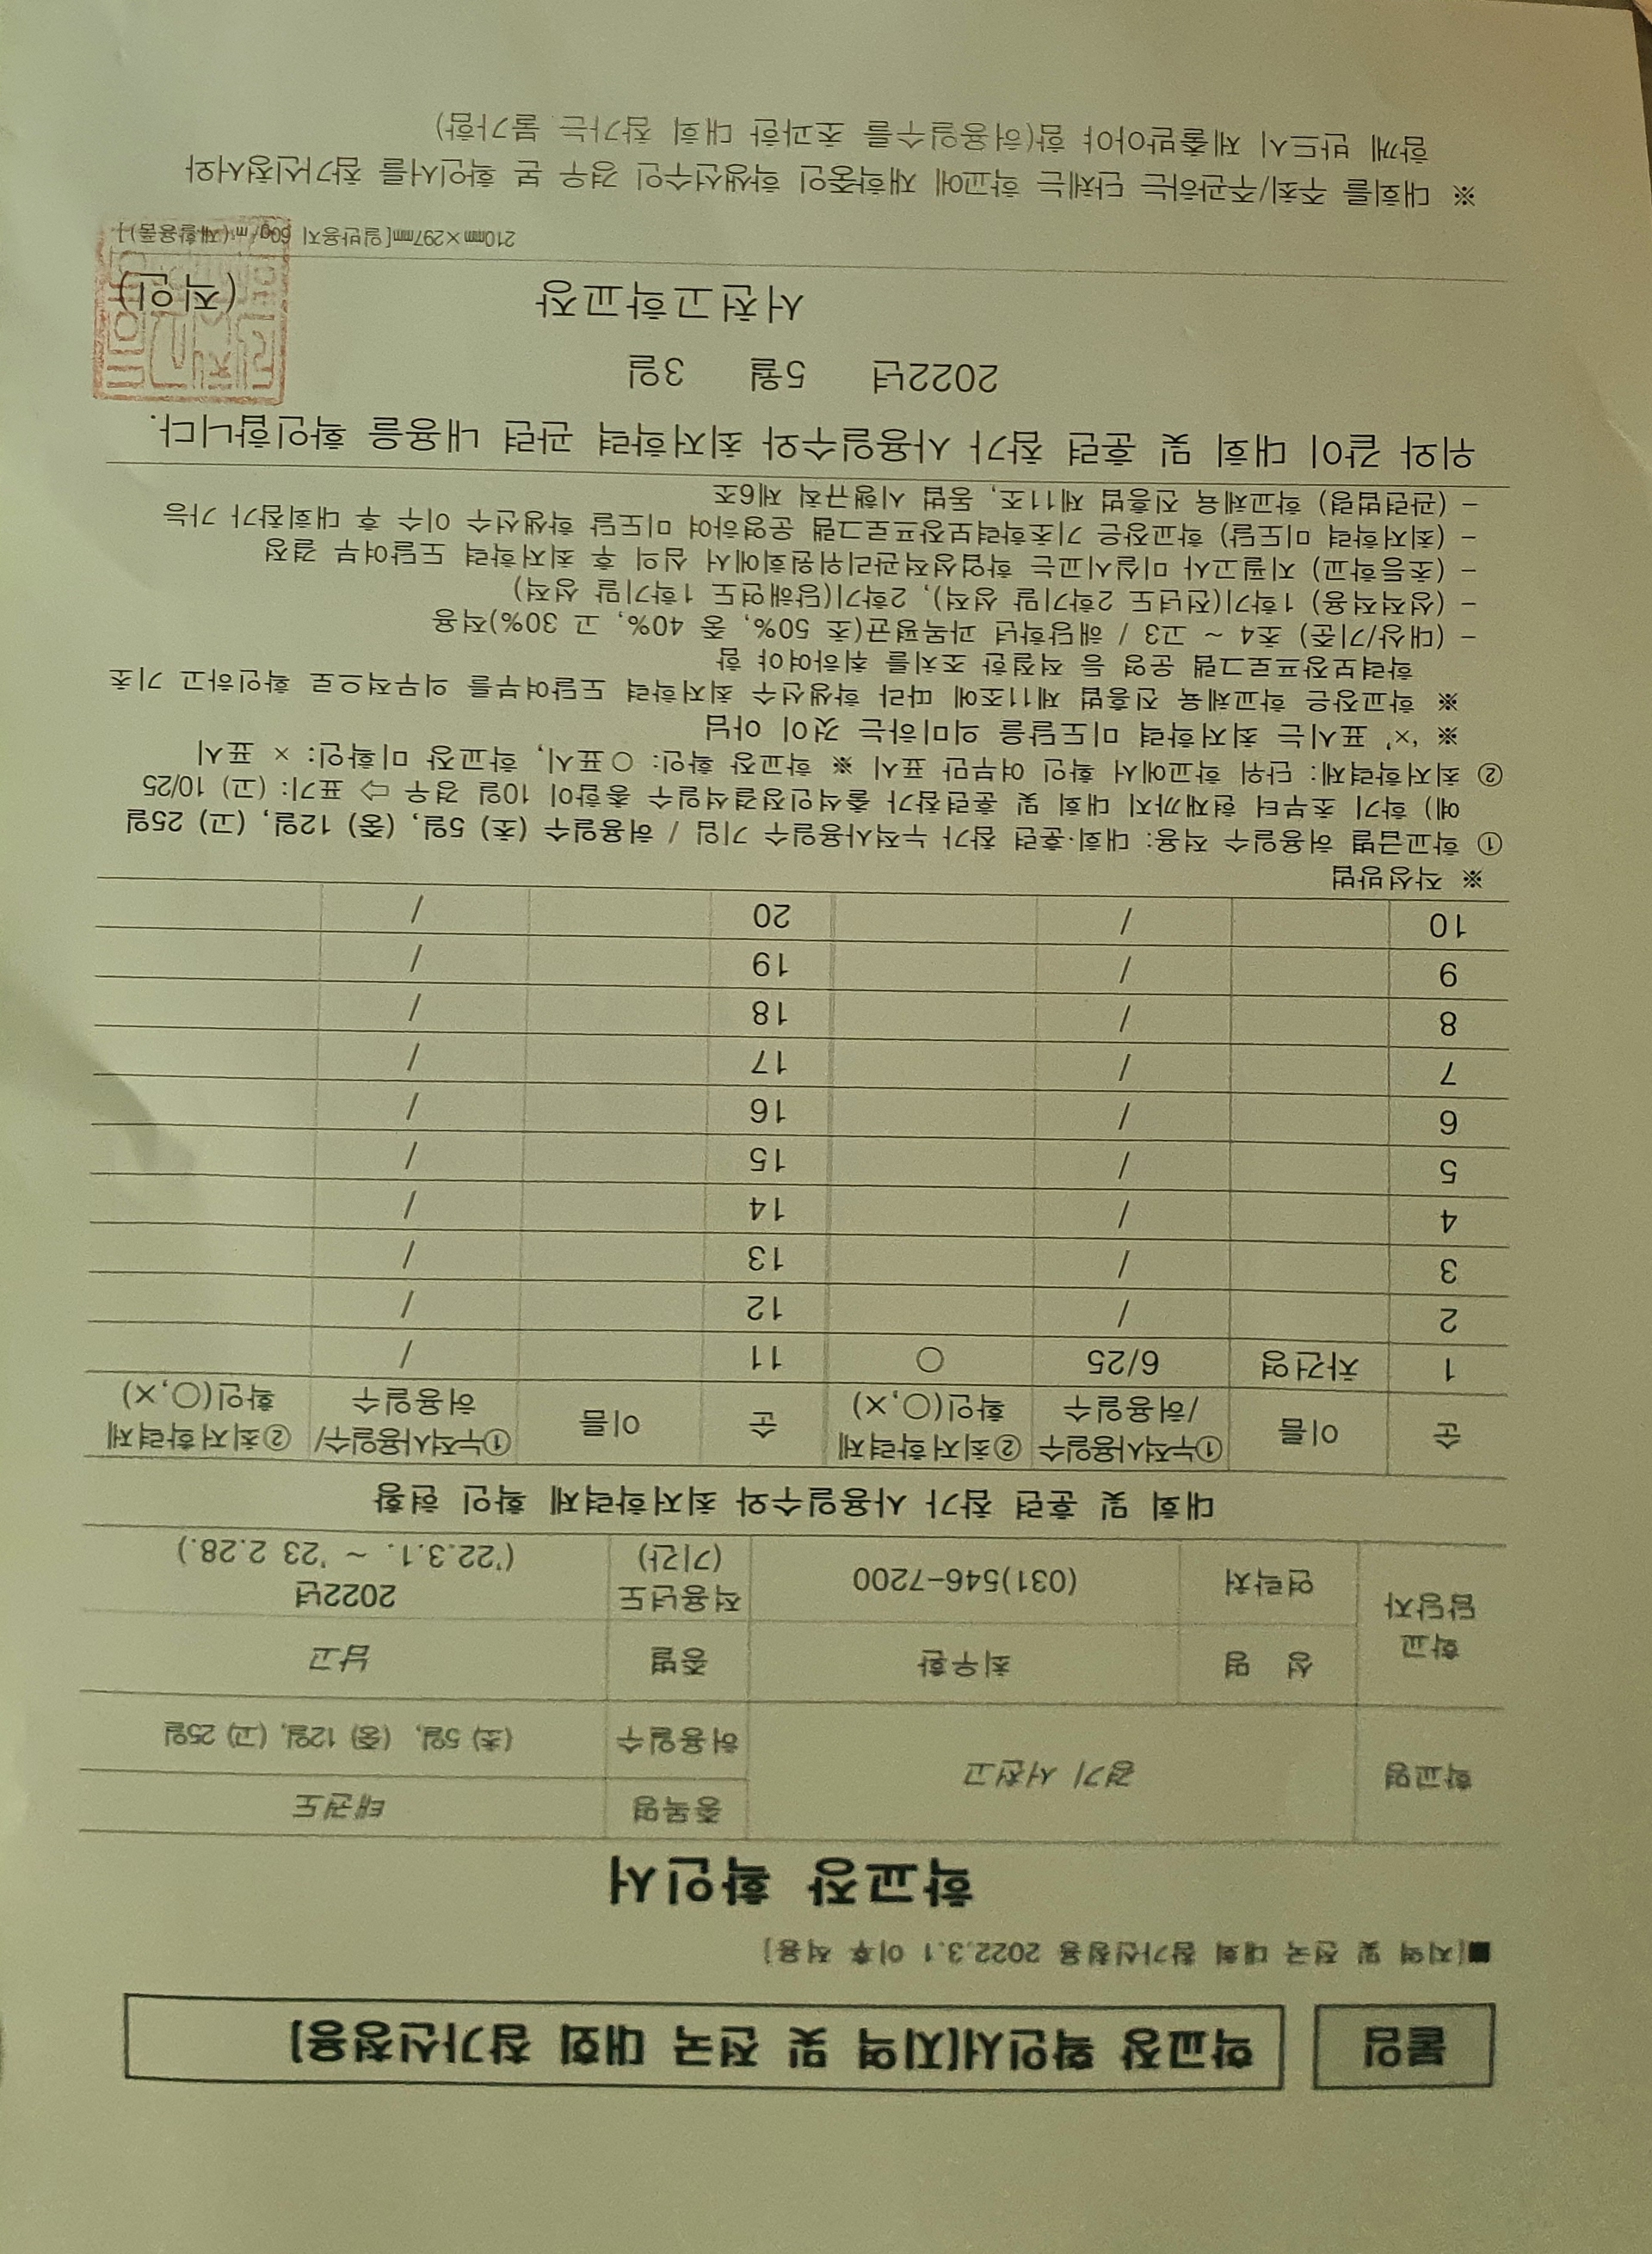 붙임
학교장 확인서[지역 및 전국 대회 참가신청용]
■[지역 및 전국 대회 참가신청용 2022.3.1 이후 적용]
학교장 확인서
학교명 경기 서천고 종목명 태권도
허용일수 (초) 5일, (중) 12일, (고) 25일
학교 담당자 성 명 최우환 종별 남고
연락처 (031)546-7200 적용년도 (기간) 2022년 ('22.3.1. ~ '23 2.28.)
대회 및 훈련 참가 사용일수와 최저학력제 확인 현황
순 이름 ①누적사용일수 /허용일수 ②최저학력제 확인(○,×) 순 이름 ①누적사용일수/ 허용일수 ②최저학력제 확인(○,×)
1 차건영 6/25 ○ 11 /
2 / 12 /
3 / 13 /
4 / 14 /
5 / 15 /
6 / 16 /
7 / 17 /
8 / 18 /
9 / 19 /
10 / 20 /
※ 작성방법
① 학교급별 허용일수 적용: 대회·훈련 참가 누적사용일수 기입 / 허용일수 (초) 5일, (중) 12일, (고) 25일
예) 학기 초부터 현재까지 대회 및 훈련참가 출석인정결석일수 총합이 10일 경우 ⇨ 표기: (고) 10/25
② 최저학력제: 단위 학교에서 확인 여부만 표시 ※ 학교장 확인: ○표시, 학교장 미확인: × 표시
※ '×' 표시는 최저학력 미도달을 의미하는 것이 아님
※ 학교장은 학교체육 진흥법 제11조에 따라 학생선수 최저학력 도달여부를 의무적으로 확인하고 기초
학력보장프로그램 운영 등 적절한 조치를 취하여야 함
- (대상/기준) 초4 ~ 고3 / 해당학년 과목평균(초 50%, 중 40%, 고 30%)적용
- (성적적용) 1학기(전년도 2학기말 성적), 2학기(당해연도 1학기말 성적)
- (초등학교) 지필고사 미실시교는 학업성적관리위원회에서 심의 후 최저학력 도달여부 결정
- (최저학력 미도달) 학교장은 기초학력보장프로그램 운영하여 미도달 학생선수 이수 후 대회참가 가능
- (관련법령) 학교체육 진흥법 제11조, 동법 시행규칙 제6조
위와 같이 대회 및 훈련 참가 사용일수와 최저학력 관련 내용을 확인합니다.
2022년 5월 3일
서천고학교장 (직인)
210㎜×297㎜[일반용지 60g/㎡(재활용품)]
※ 대회를 주최/주관하는 단체는 학교에 재학중인 학생선수인 경우 본 확인서를 참가신청서와
함께 반드시 제출받아야 함(허용일수를 초과한 대회 참가는 불가함)